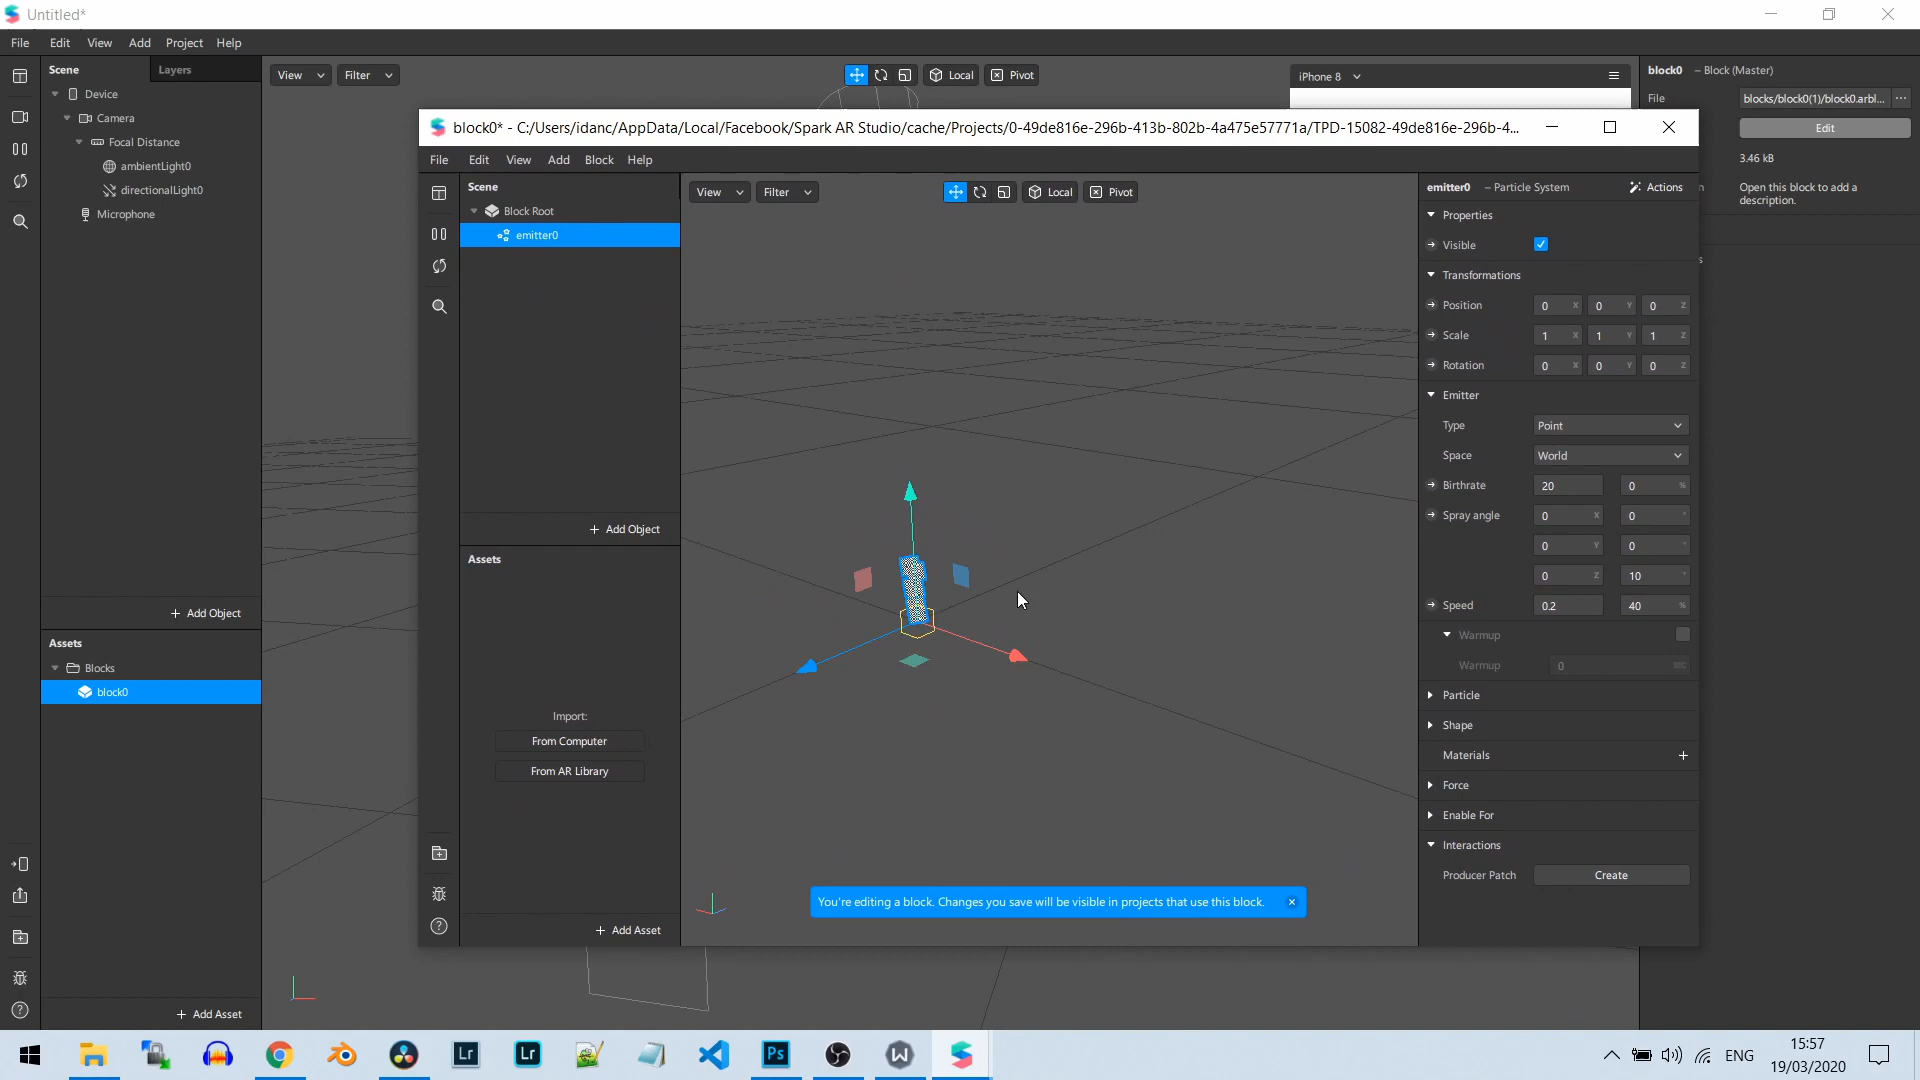 Untitled*
File Edit View Add Project Help
Scene Layers
Device
Camera
Focal Distance
ambientLight0
directionalLight0
Microphone
+ Add Object
Assets
Blocks
block0
+ Add Asset
View Filter Local Pivot
iPhone 8
block0 – Block (Master)
File blocks/block0(1)/block0.arbl... ...
Edit
3.46 kB
Open this block to add a
description.
block0* - C:/Users/idanc/AppData/Local/Facebook/Spark AR Studio/cache/Projects/0-49de816e-296b-413b-802b-4a475e57771a/TPD-15082-49de816e-296b-4...
File Edit View Add Block Help
Scene
Block Root
emitter0
+ Add Object
Assets
Import:
From Computer
From AR Library
+ Add Asset
View Filter Local Pivot
You're editing a block. Changes you save will be visible in projects that use this block.
emitter0 – Particle System Actions
Properties
Visible
Transformations
Position 0 X 0 Y 0 Z
Scale 1 X 1 Y 1 Z
Rotation 0 X 0 Y 0 Z
Emitter
Type Point
Space World
Birthrate 20 0 %
Spray angle 0 X 0 °
0 Y 0 °
0 Z 10 °
Speed 0.2 40 %
Warmup
Warmup 0 sec
Particle
Shape
Materials +
Force
Enable For
Interactions
Producer Patch Create
Lr Lr Ps W
ENG
15:57
19/03/2020